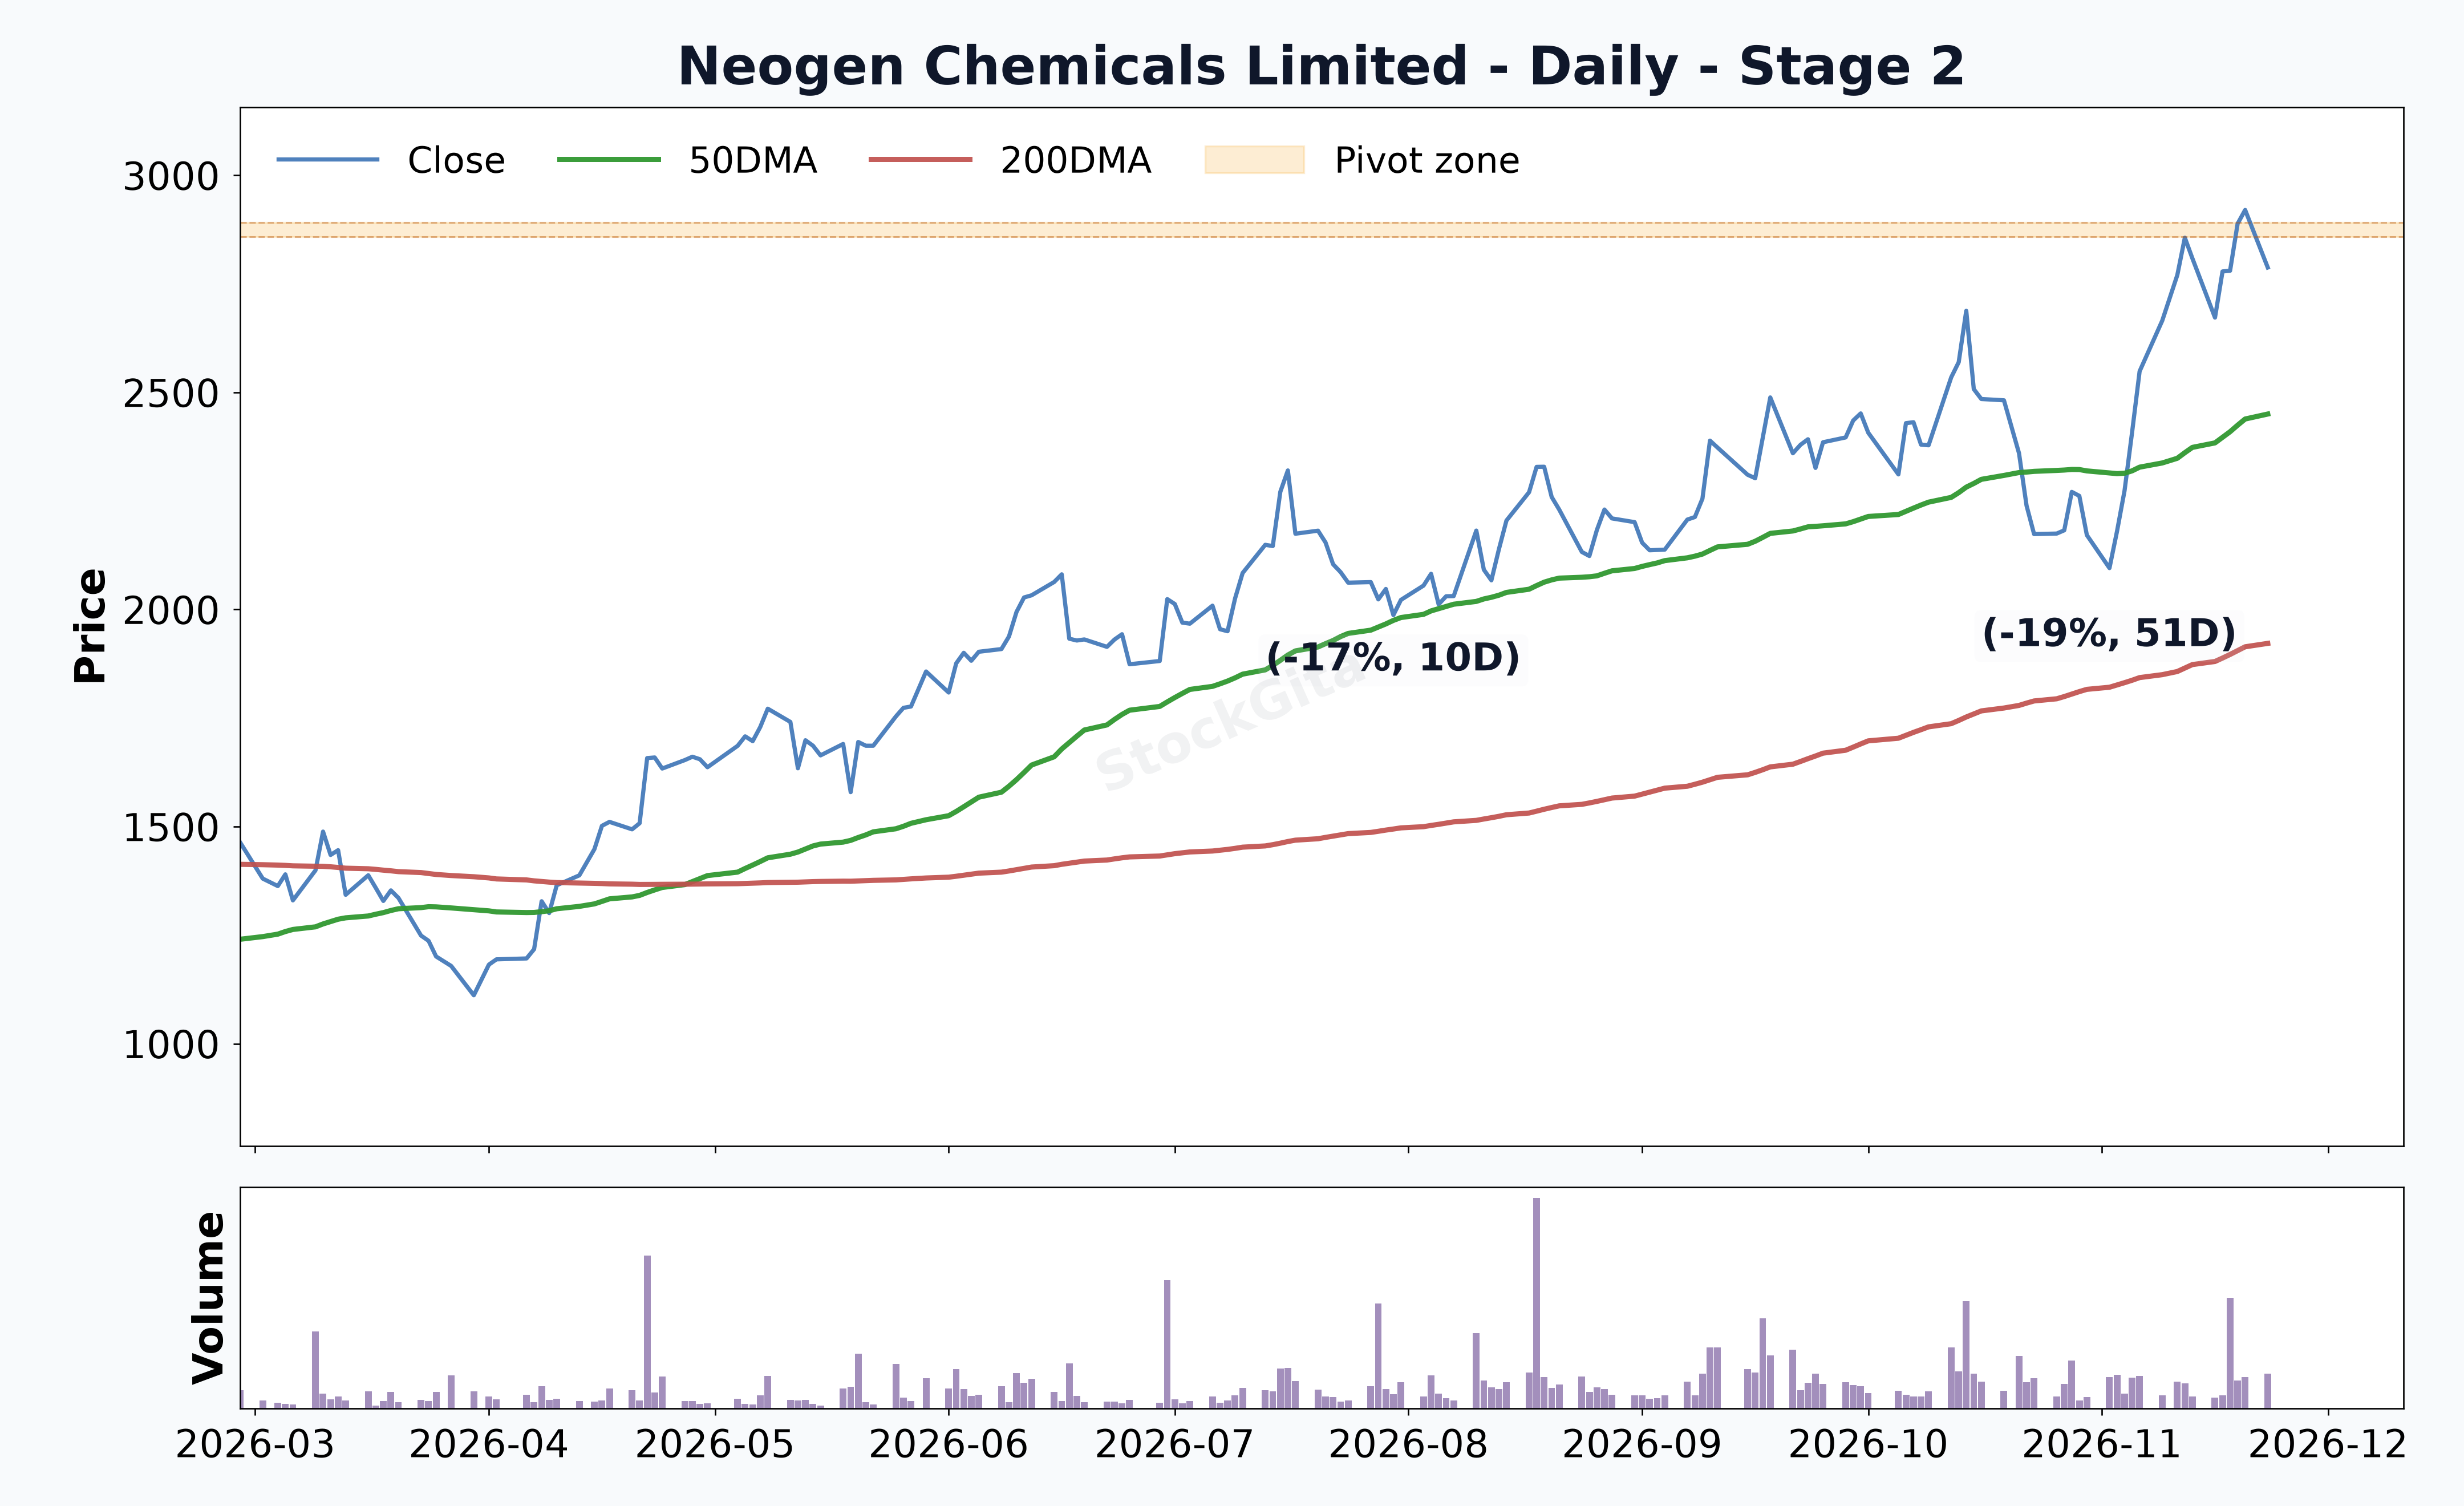 Neogen Chemicals Limited - Daily - Stage 2
Close 50DMA 200DMA Pivot zone
3000
2500
2000
1500
1000
Price
(-17%, 10D)
(-19%, 51D)
StockGita
Volume
2026-03 2026-04 2026-05 2026-06 2026-07 2026-08 2026-09 2026-10 2026-11 2026-12